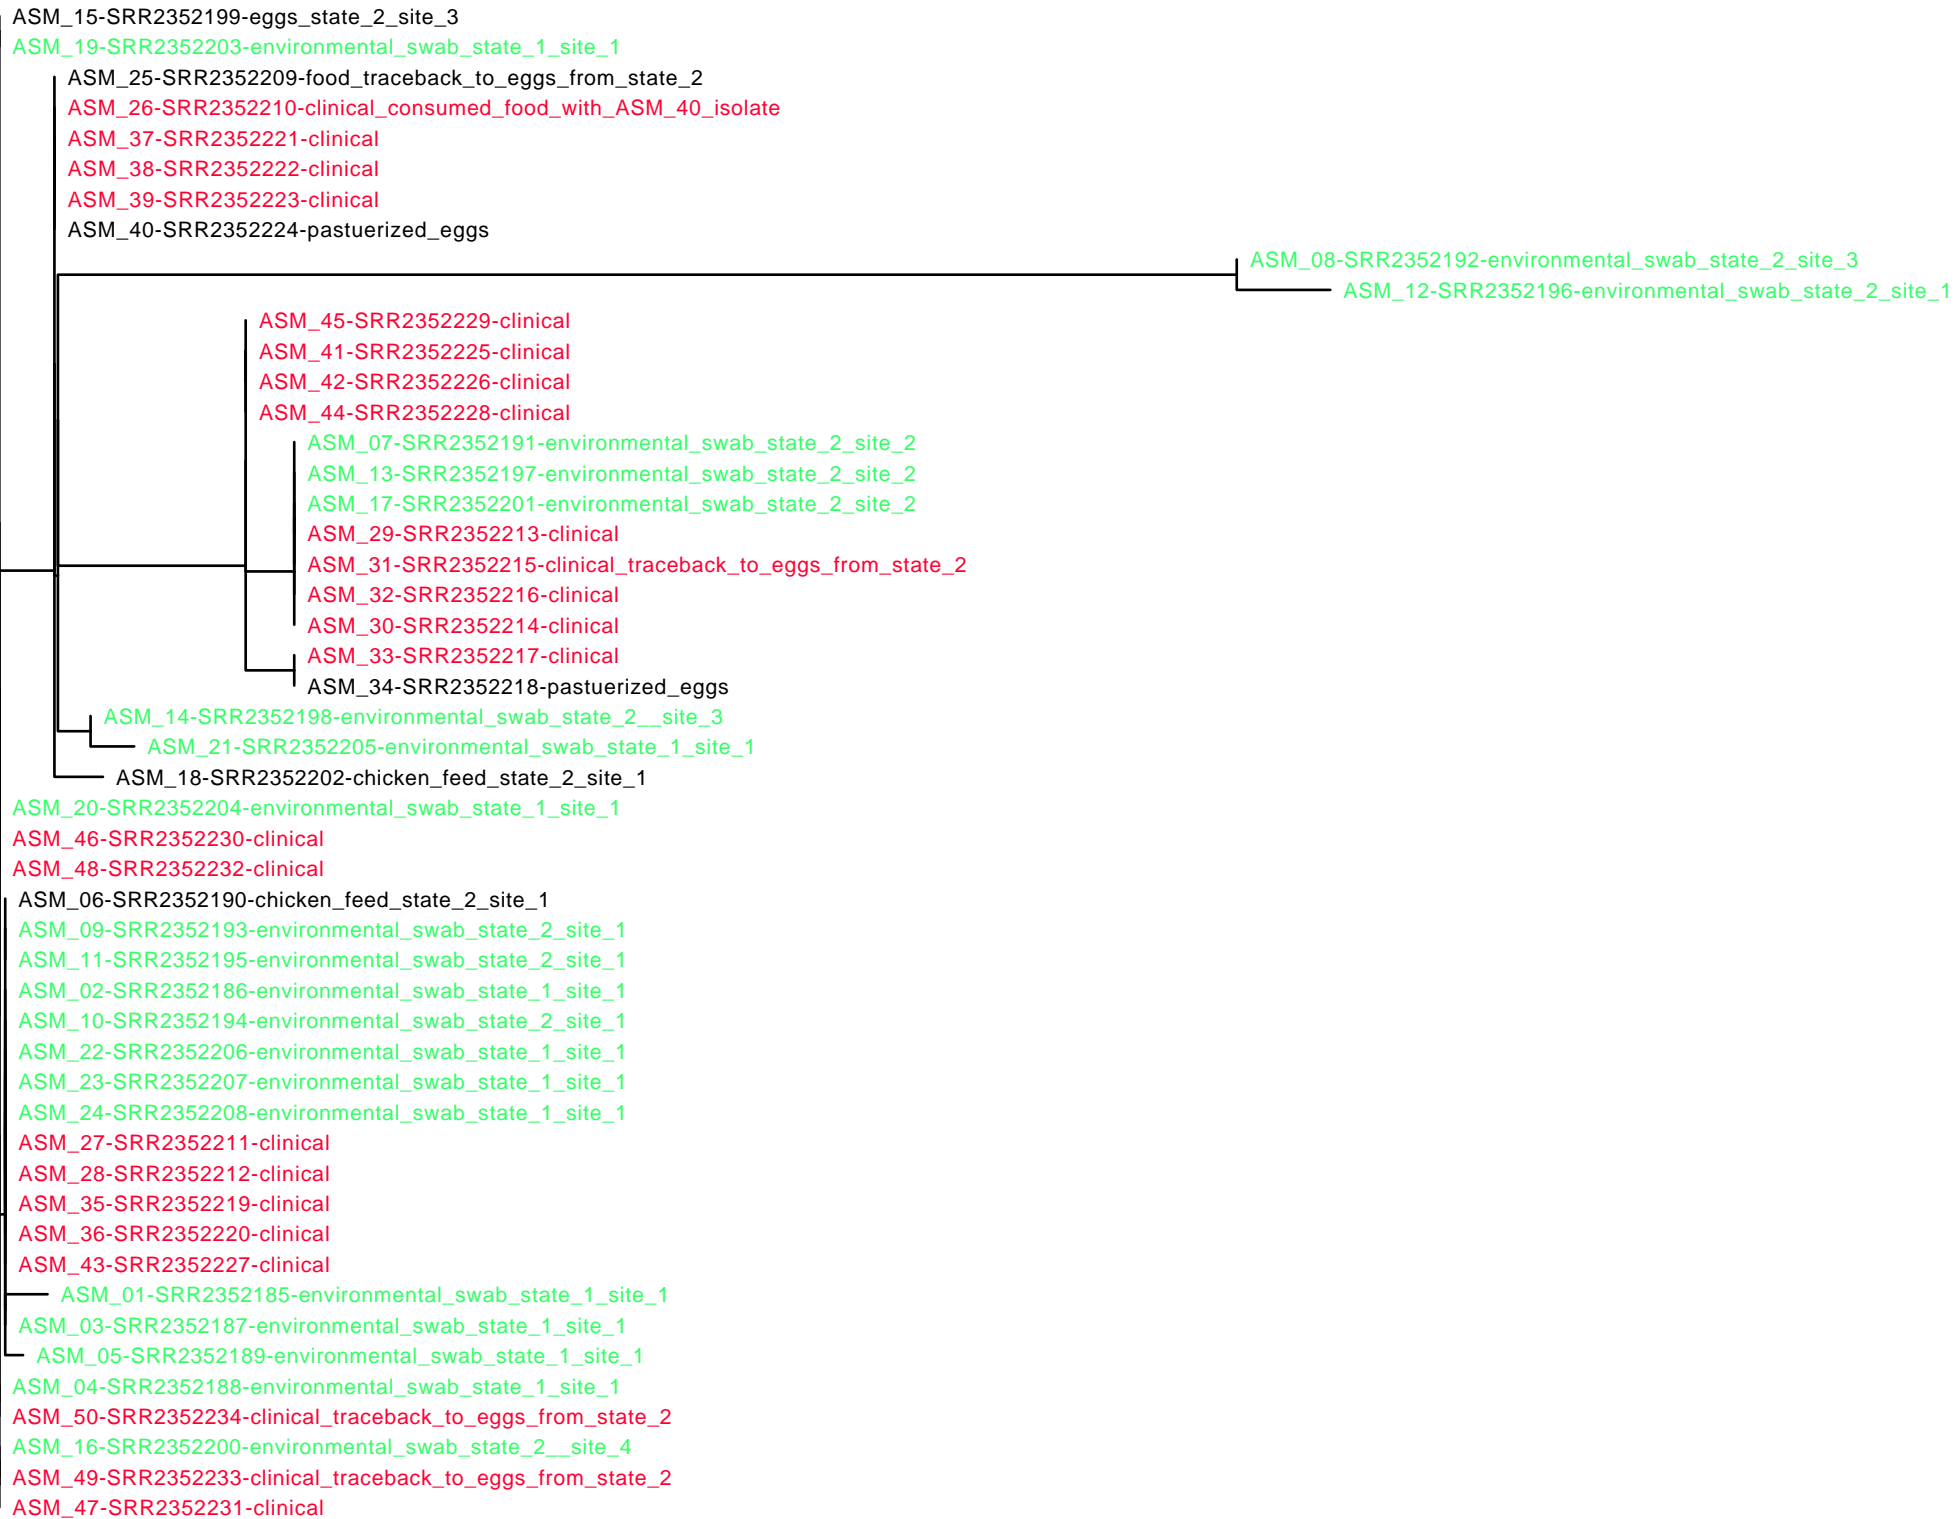 ASM_15-SRR2352199-eggs_state_2_site_3
ASM_19-SRR2352203-environmental_swab_state_1_site_1
ASM_25-SRR2352209-food_traceback_to_eggs_from_state_2
ASM_26-SRR2352210-clinical_consumed_food_with_ASM_40_isolate
ASM_37-SRR2352221-clinical
ASM_38-SRR2352222-clinical
ASM_39-SRR2352223-clinical
ASM_40-SRR2352224-pastuerized_eggs
ASM_08-SRR2352192-environmental_swab_state_2_site_3
ASM_12-SRR2352196-environmental_swab_state_2_site_1
ASM_45-SRR2352229-clinical
ASM_41-SRR2352225-clinical
ASM_42-SRR2352226-clinical
ASM_44-SRR2352228-clinical
ASM_07-SRR2352191-environmental_swab_state_2_site_2
ASM_13-SRR2352197-environmental_swab_state_2_site_2
ASM_17-SRR2352201-environmental_swab_state_2_site_2
ASM_29-SRR2352213-clinical
ASM_31-SRR2352215-clinical_traceback_to_eggs_from_state_2
ASM_32-SRR2352216-clinical
ASM_30-SRR2352214-clinical
ASM_33-SRR2352217-clinical
ASM_34-SRR2352218-pastuerized_eggs
ASM_14-SRR2352198-environmental_swab_state_2__site_3
ASM_21-SRR2352205-environmental_swab_state_1_site_1
ASM_18-SRR2352202-chicken_feed_state_2_site_1
ASM_20-SRR2352204-environmental_swab_state_1_site_1
ASM_46-SRR2352230-clinical
ASM_48-SRR2352232-clinical
ASM_06-SRR2352190-chicken_feed_state_2_site_1
ASM_09-SRR2352193-environmental_swab_state_2_site_1
ASM_11-SRR2352195-environmental_swab_state_2_site_1
ASM_02-SRR2352186-environmental_swab_state_1_site_1
ASM_10-SRR2352194-environmental_swab_state_2_site_1
ASM_22-SRR2352206-environmental_swab_state_1_site_1
ASM_23-SRR2352207-environmental_swab_state_1_site_1
ASM_24-SRR2352208-environmental_swab_state_1_site_1
ASM_27-SRR2352211-clinical
ASM_28-SRR2352212-clinical
ASM_35-SRR2352219-clinical
ASM_36-SRR2352220-clinical
ASM_43-SRR2352227-clinical
ASM_01-SRR2352185-environmental_swab_state_1_site_1
ASM_03-SRR2352187-environmental_swab_state_1_site_1
ASM_05-SRR2352189-environmental_swab_state_1_site_1
ASM_04-SRR2352188-environmental_swab_state_1_site_1
ASM_50-SRR2352234-clinical_traceback_to_eggs_from_state_2
ASM_16-SRR2352200-environmental_swab_state_2__site_4
ASM_49-SRR2352233-clinical_traceback_to_eggs_from_state_2
ASM_47-SRR2352231-clinical